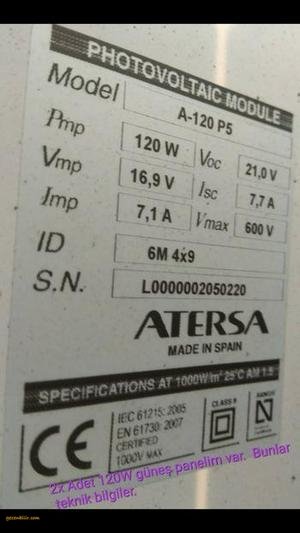 PHOTOVOLTAIC MODULE
Model A-120 P5
Pmp 120 W Voc 21,0 V
Vmp 16,9 V Isc 7,7 A
Imp 7,1 A Vmax 600 V
ID 6M 4x9
S.N. L0000002050220
ATERSA
MADE IN SPAIN
SPECIFICATIONS AT 1000W/m² 25°C AM 1.5
CE
IEC 61215: 2005
EN 61730: 2007
CERTIFIED
1000V MAX
CLASS II
N
2x Adet 120W güneş panelim var. Bunlar
teknik bilgiler.